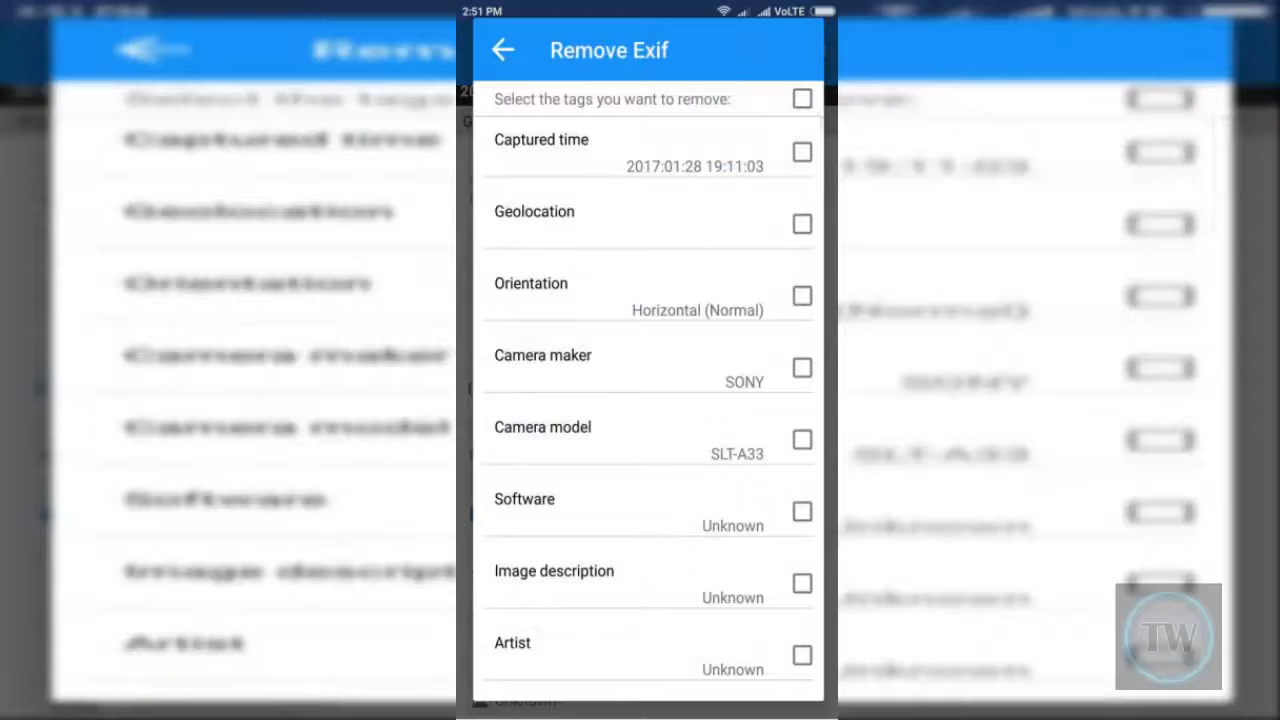 2:51 PM
VoLTE
Remove Exif
Select the tags you want to remove:
Captured time
2017:01:28 19:11:03
Geolocation
Orientation
Horizontal (Normal)
Camera maker
SONY
Camera model
SLT-A33
Software
Unknown
Image description
Unknown
Artist
Unknown
TW